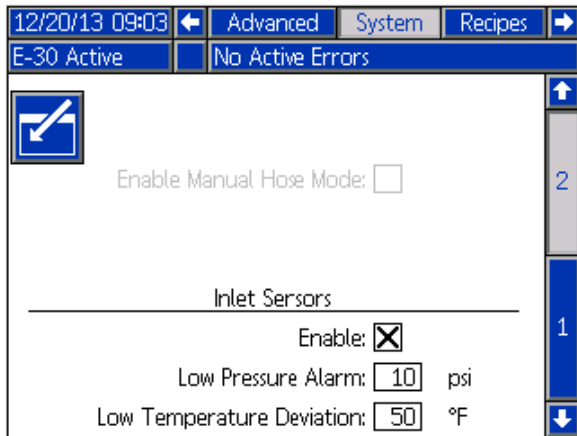 12/20/13 09:03 Advanced System Recipes
E-30 Active No Active Errors
2
Enable Manual Hose Mode:
Inlet Sensors
1
Enable:
Low Pressure Alarm: 10 psi
Low Temperature Deviation: 50 °F